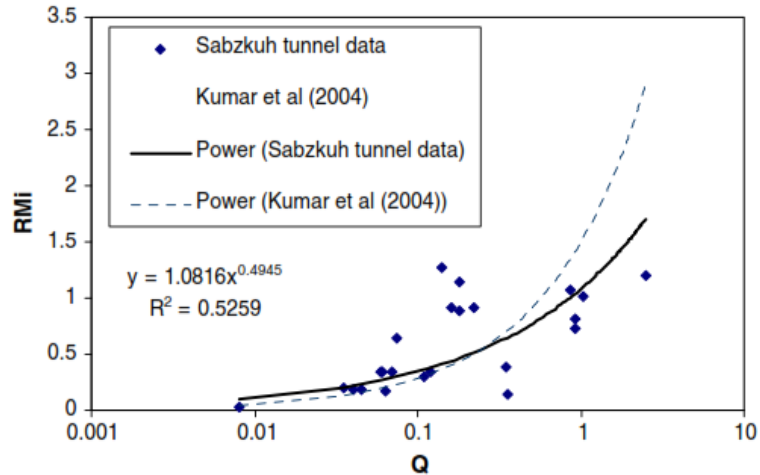 3.5
3
2.5
2
1.5
1
0.5
0
RMi
Sabzkuh tunnel data
Kumar et al (2004)
Power (Sabzkuh tunnel data)
Power (Kumar et al (2004))
y = 1.0816x^0.4945
R² = 0.5259
0.001 0.01 0.1 1 10
Q